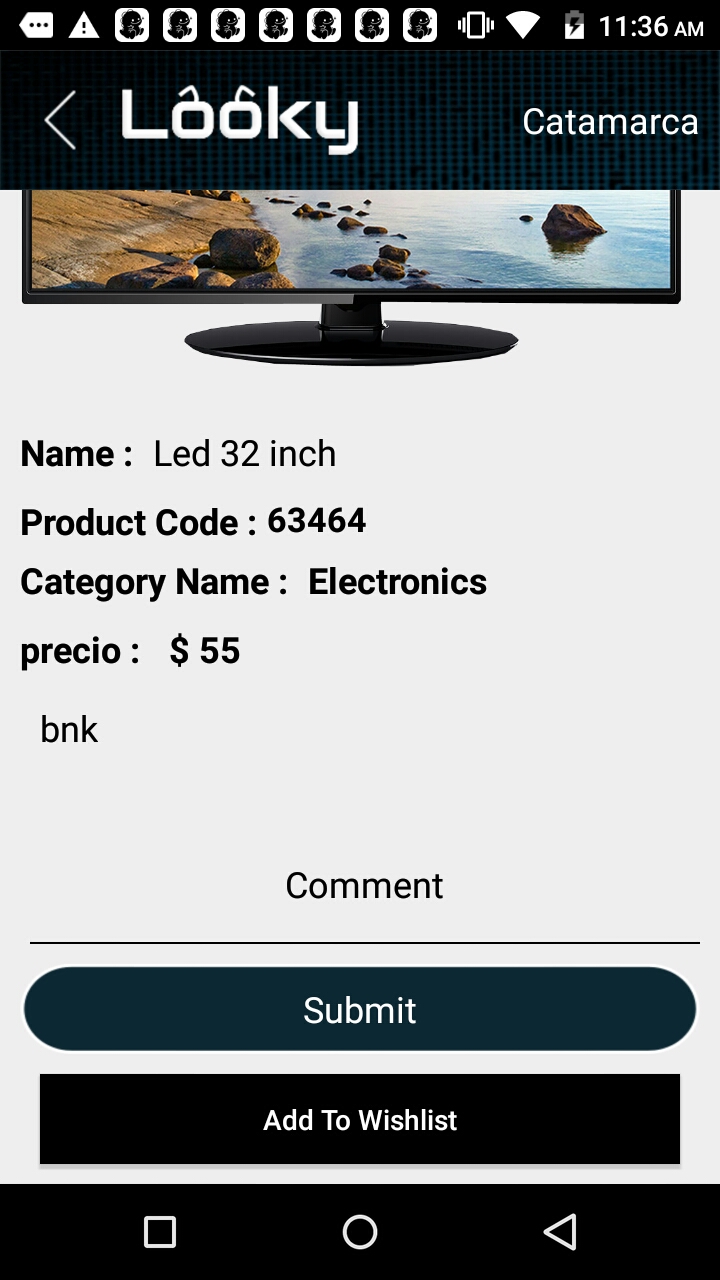 11:36 AM
Lôóky
Catamarca
Name : Led 32 inch
Product Code : 63464
Category Name : Electronics
precio : $ 55
bnk
Comment
Submit
Add To Wishlist